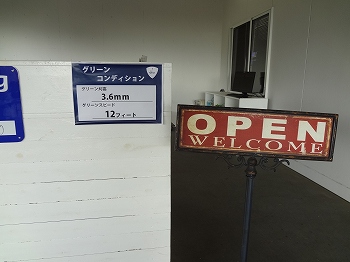 グリーン
コンディション
グリーン刈高
3.6mm
グリーンスピード
12フィート
OPEN
WELCOME
g